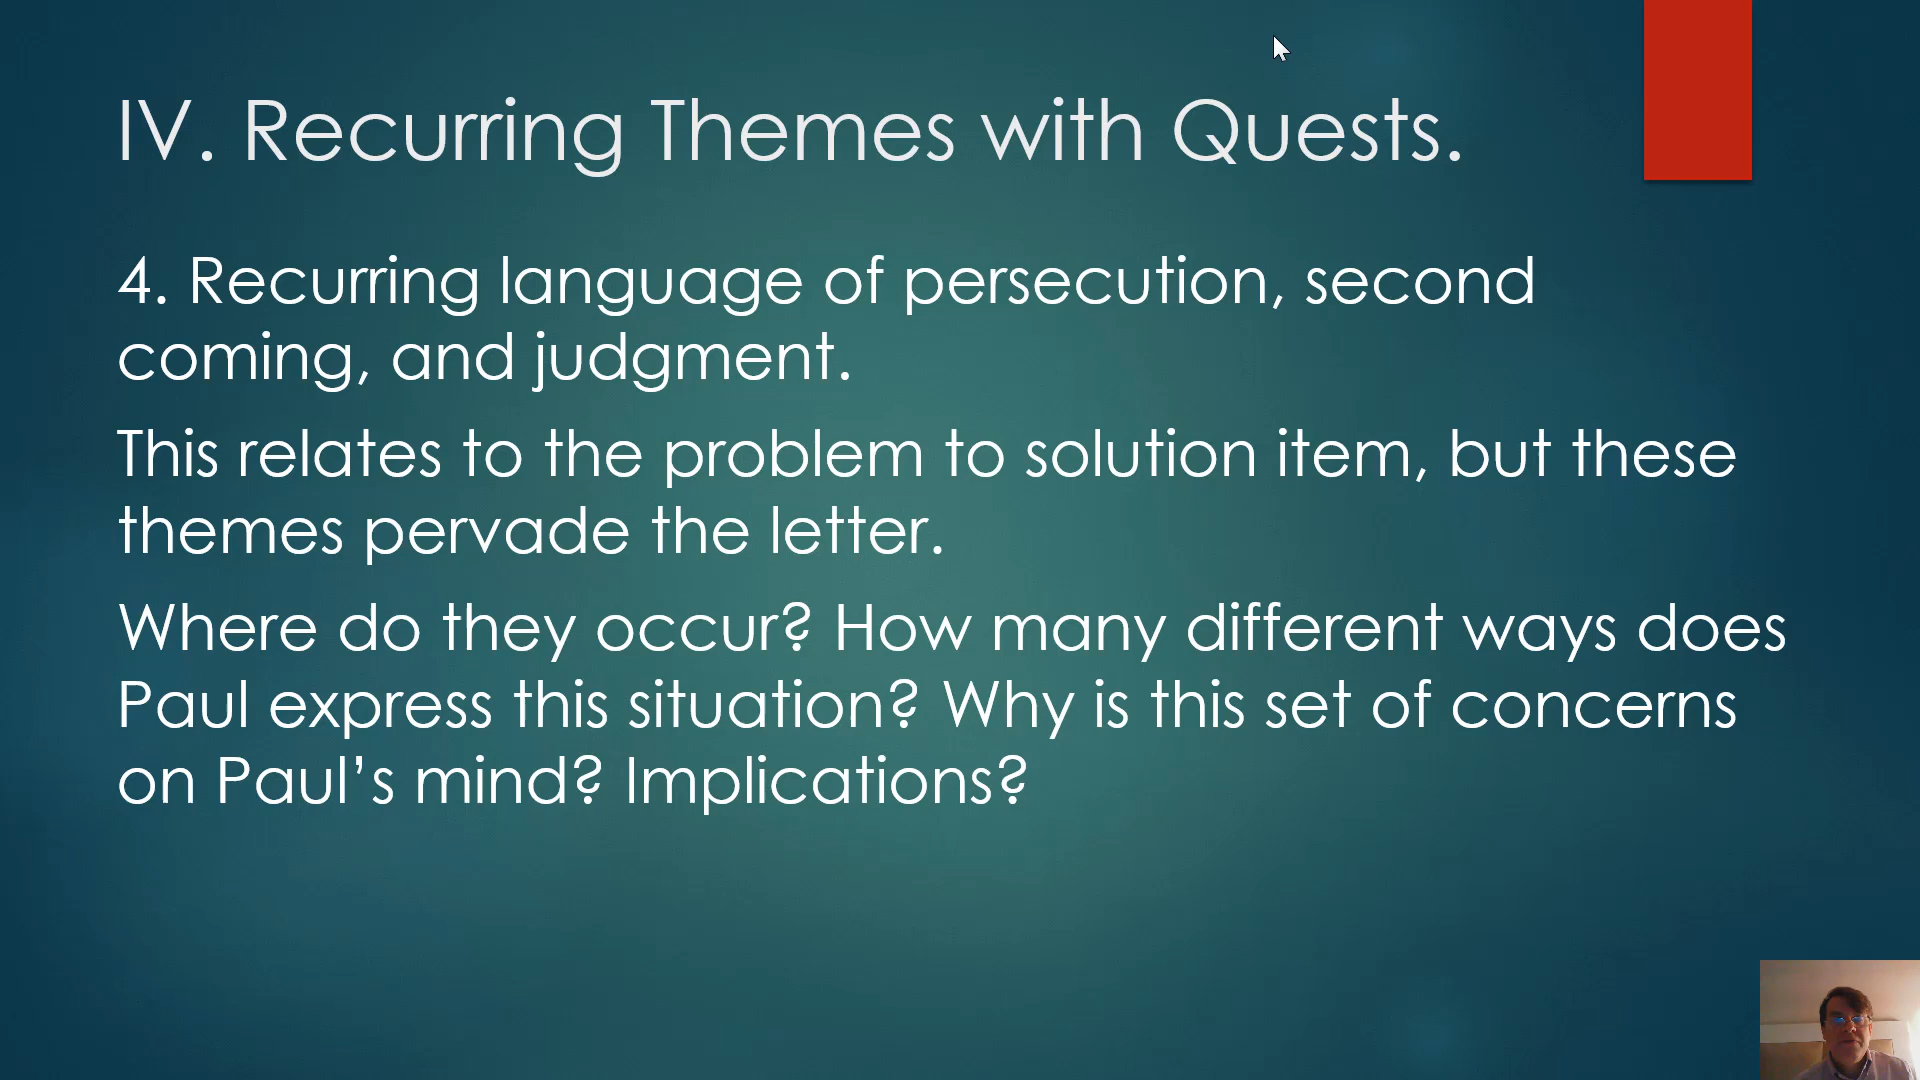 IV. Recurring Themes with Quests.
4. Recurring language of persecution, second
coming, and judgment.
This relates to the problem to solution item, but these
themes pervade the letter.
Where do they occur? How many different ways does
Paul express this situation? Why is this set of concerns
on Paul’s mind? Implications?